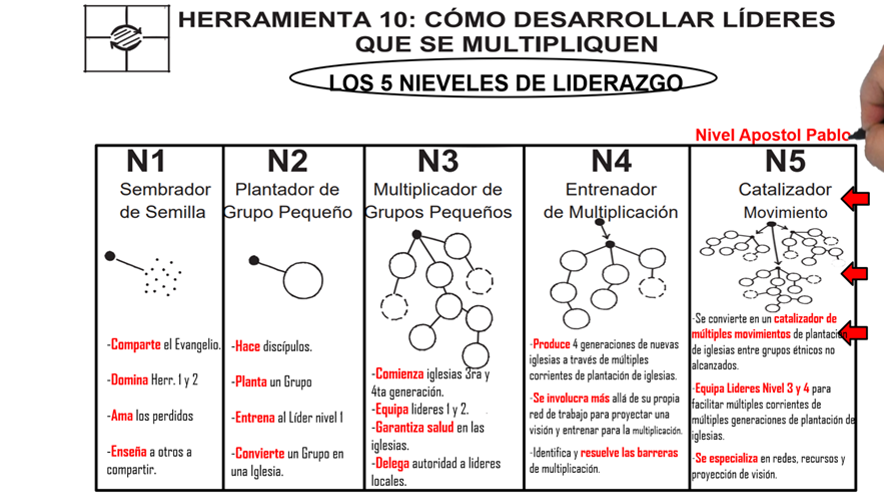 HERRAMIENTA 10: CÓMO DESARROLLAR LÍDERES
QUE SE MULTIPLIQUEN
LOS 5 NIEVELES DE LIDERAZGO
Nivel Apostol Pablo
N1
Sembrador
de Semilla
-Comparte el Evangelio.
-Domina Herr. 1 y 2
-Ama los perdidos
-Enseña a otros a
compartir.
N2
Plantador de
Grupo Pequeño
-Hace discípulos.
-Planta un Grupo
-Entrena al Líder nivel 1
-Convierte un Grupo en
una Iglesia.
N3
Multiplicador de
Grupos Pequeños
-Comienza iglesias 3ra y
4ta generación.
-Equipa lideres 1 y 2.
-Garantiza salud en las
iglesias.
-Delega autoridad a lideres
locales.
N4
Entrenador
de Multiplicación
-Produce 4 generaciones de nuevas
iglesias a través de múltiples
corrientes de plantación de iglesias.
-Se involucra más allá de su propia
red de trabajo para proyectar una
visión y entrenar para la multiplicación.
-Identifica y resuelve las barreras
de multiplicación.
N5
Catalizador
Movimiento
-Se convierte en un catalizador de
múltiples movimientos de plantación
de iglesias entre grupos étnicos no
alcanzados.
-Equipa Lideres Nivel 3 y 4 para
facilitar múltiples corrientes de
múltiples generaciones de plantación de
iglesias.
-Se especializa en redes, recursos y
proyección de visión.